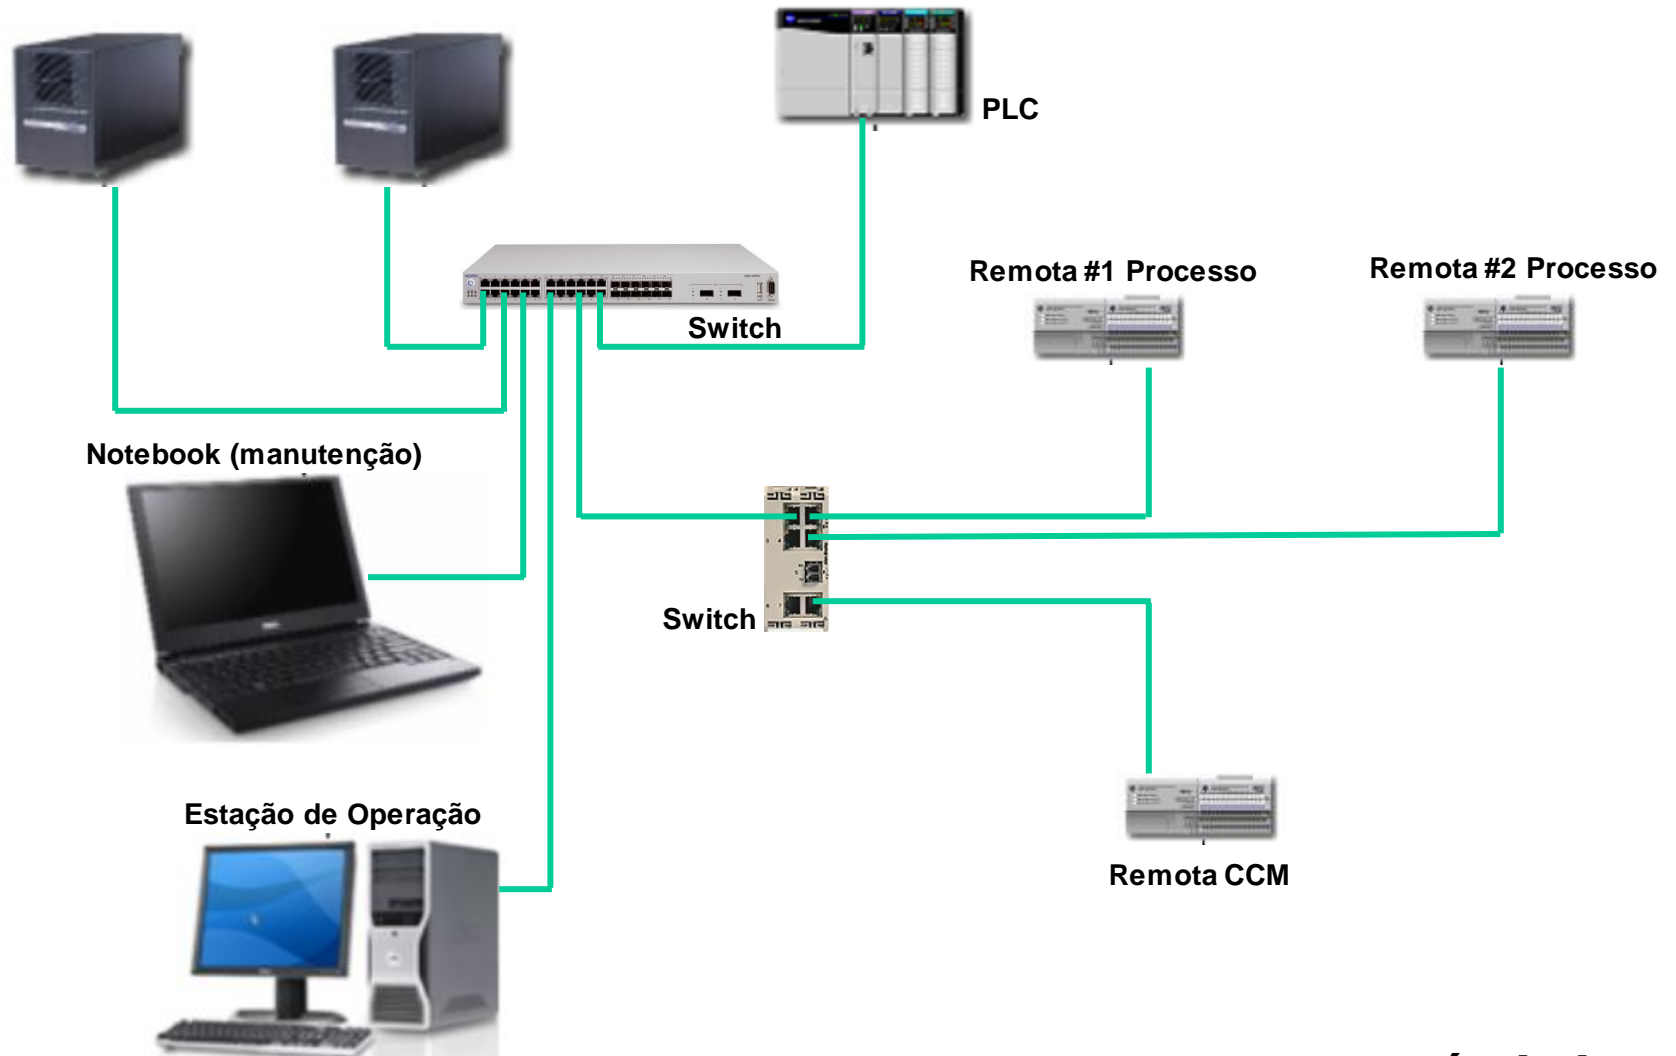 PLC
Remota #1 Processo
Remota #2 Processo
Switch
Notebook (manutenção)
Switch
Estação de Operação
Remota CCM